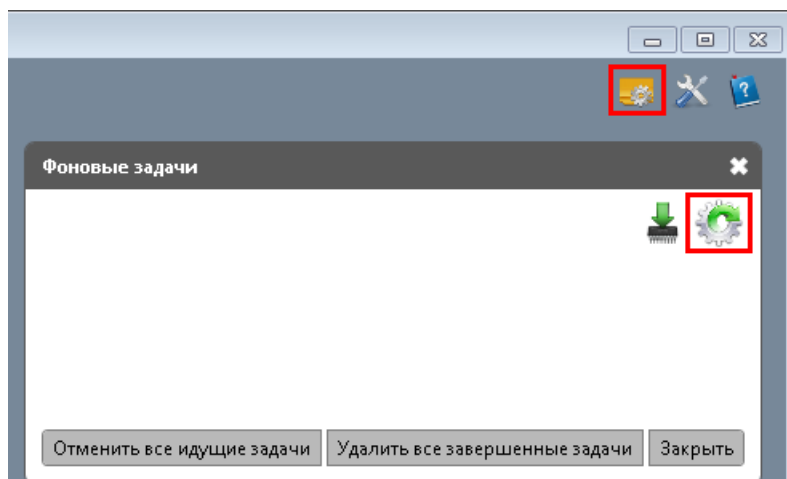 ?
Фоновые задачи
Отменить все идущие задачи Удалить все завершенные задачи Закрыть